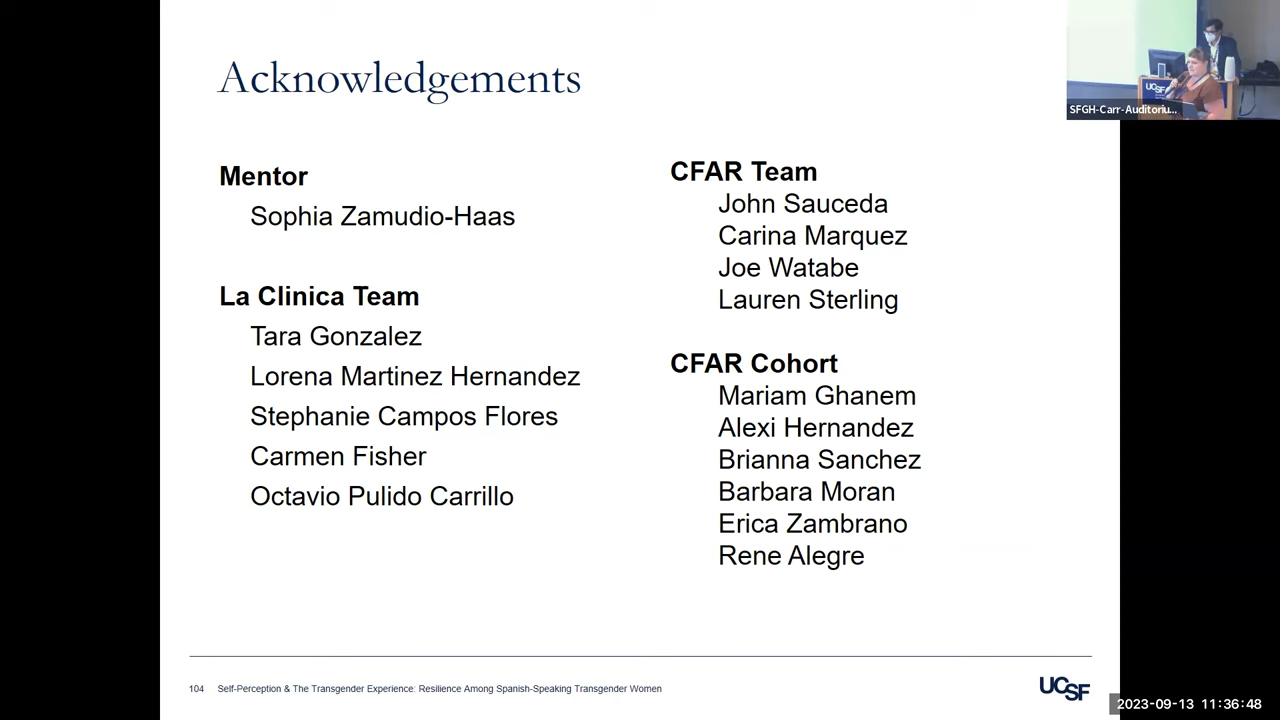 Acknowledgements
Mentor
Sophia Zamudio-Haas
La Clinica Team
Tara Gonzalez
Lorena Martinez Hernandez
Stephanie Campos Flores
Carmen Fisher
Octavio Pulido Carrillo
CFAR Team
John Sauceda
Carina Marquez
Joe Watabe
Lauren Sterling
CFAR Cohort
Mariam Ghanem
Alexi Hernandez
Brianna Sanchez
Barbara Moran
Erica Zambrano
Rene Alegre
104 Self-Perception & The Transgender Experience: Resilience Among Spanish-Speaking Transgender Women
UCSF
UCSF
SFGH-Carr-Auditoriu...
2023-09-13 11:36:48